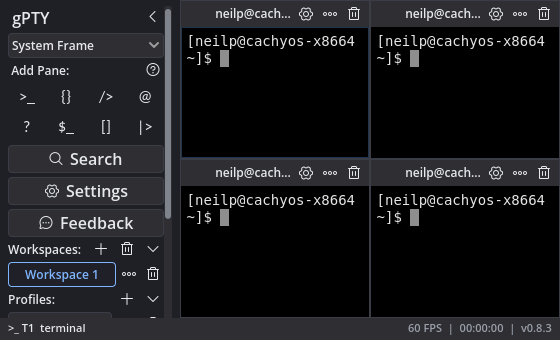 gPTY
System Frame
Add Pane:
>_ {} /> @
? $_ [] |>
Search
Settings
Feedback
Workspaces:
Workspace 1
Profiles:
neilp@cach...
[neilp@cachyos-x8664
~]$
neilp@cach...
[neilp@cachyos-x8664
~]$
neilp@cach...
[neilp@cachyos-x8664
~]$
neilp@cach...
[neilp@cachyos-x8664
~]$
>_ T1 terminal
60 FPS | 00:00:00 | v0.8.3